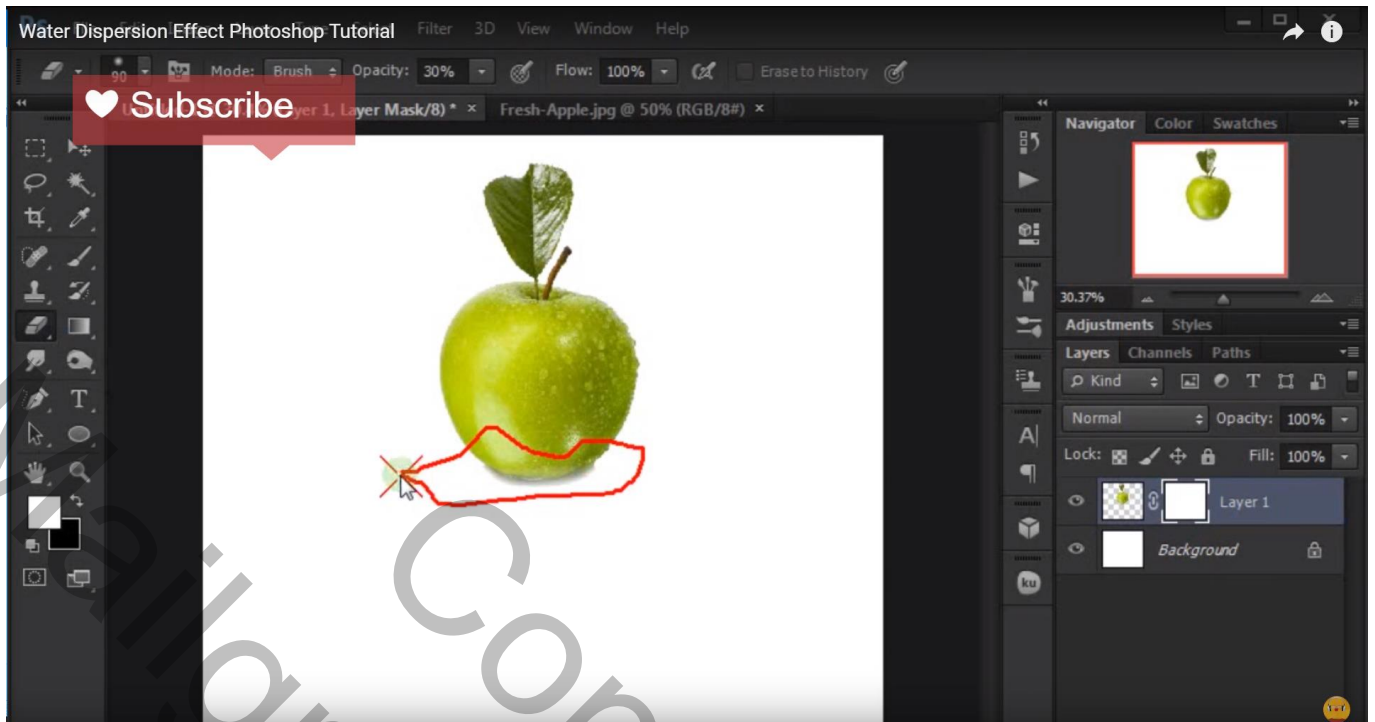 Water Dispersion Effect Photoshop Tutorial
Filter 3D View Window Help
90 Mode: Brush Opacity: 30% Flow: 100% Erase to History
Subscribe
Layer 1, Layer Mask/8) * × Fresh-Apple.jpg @ 50% (RGB/8#) ×
Navigator Color Swatches
30.37%
Adjustments Styles
Layers Channels Paths
Kind
Normal Opacity: 100%
Lock: Fill: 100%
Layer 1
Background
T
T
A
ku